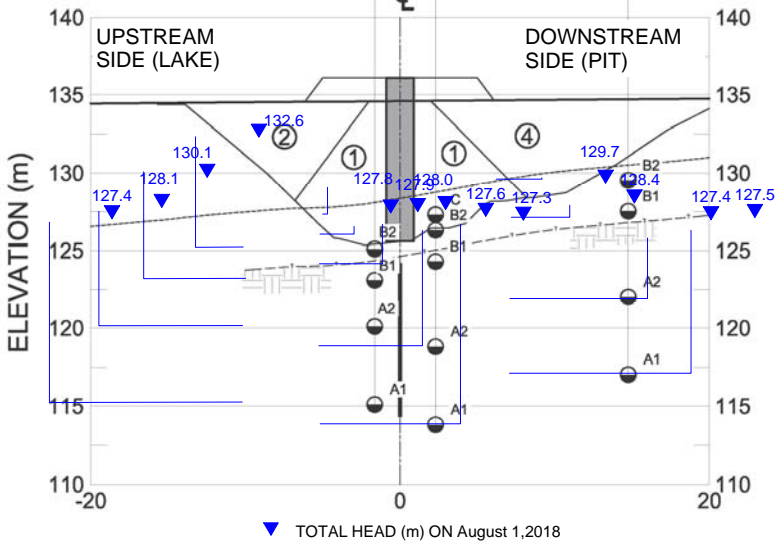 ℄
140
140
UPSTREAM
SIDE (LAKE)
DOWNSTREAM
SIDE (PIT)
135
135
132.6
2
1
1
4
130.1
129.7
B2
130
130
128.1
127.4
127.8
127.9
128.0
127.6
127.3
128.4
127.4
127.5
C
B2
B1
B2
B1
125
125
B1
A2
A2
A2
120
120
A1
A1
A1
115
115
110
110
-20
0
20
ELEVATION (m)
TOTAL HEAD (m) ON August 1,2018